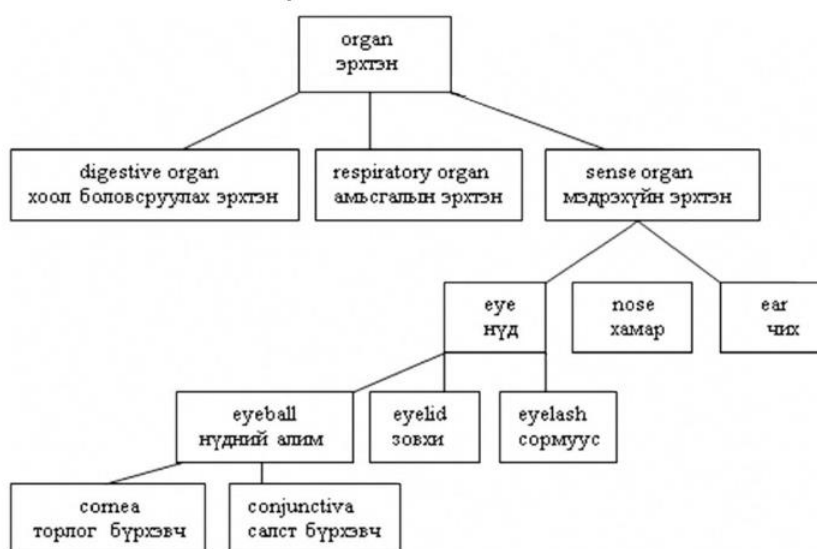 organ
эрхтэн
digestive organ
хоол боловсруулах эрхтэн
respiratory organ
амьсгалын эрхтэн
sense organ
мэдрэхүйн эрхтэн
eye
нүд
nose
хамар
ear
чих
eyeball
нүдний алим
eyelid
зовхи
eyelash
сормуус
cornea
торлог бүрхэвч
conjunctiva
салст бүрхэвч